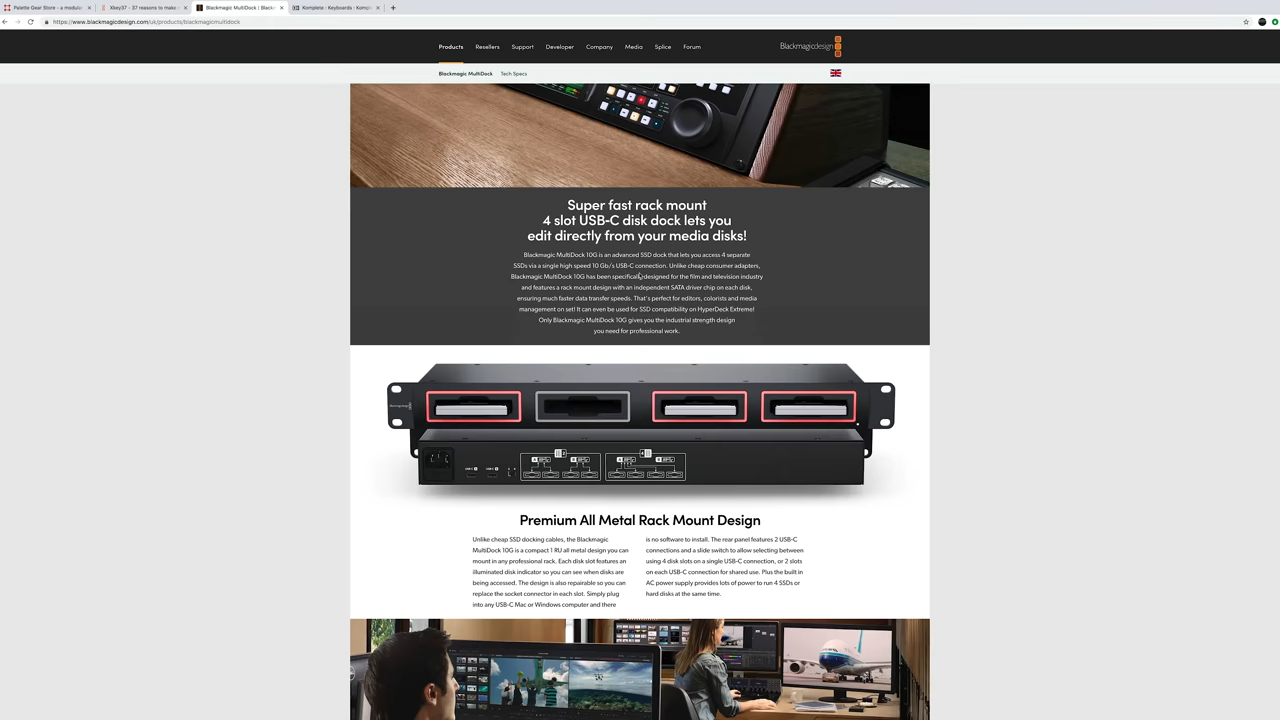 Palette Gear Store - a modula
Xkey37 - 37 reasons to make
Blackmagic MultiDock | Black
Komplete : Keyboards : Kompl
https://www.blackmagicdesign.com/uk/products/blackmagicmultidock
Products Resellers Support Developer Company Media Splice Forum
Blackmagicdesign
Blackmagic MultiDock Tech Specs
Super fast rack mount
4 slot USB-C disk dock lets you
edit directly from your media disks!
Blackmagic MultiDock 10G is an advanced SSD dock that lets you access 4 separate
SSDs via a single high speed 10 Gb/s USB-C connection. Unlike cheap consumer adapters,
Blackmagic MultiDock 10G has been specifically designed for the film and television industry
and features a rack mount design with an independent SATA driver chip on each disk,
ensuring much faster data transfer speeds. That's perfect for editors, colorists and media
management on set! It can even be used for SSD compatibility on HyperDeck Extreme!
Only Blackmagic MultiDock 10G gives you the industrial strength design
you need for professional work.
Premium All Metal Rack Mount Design
Unlike cheap SSD docking cables, the Blackmagic
MultiDock 10G is a compact 1 RU all metal design you can
mount in any professional rack. Each disk slot features an
illuminated disk indicator so you can see when disks are
being accessed. The design is also repairable so you can
replace the socket connector in each slot. Simply plug
into any USB-C Mac or Windows computer and there
is no software to install. The rear panel features 2 USB-C
connections and a slide switch to allow selecting between
using 4 disk slots on a single USB-C connection, or 2 slots
on each USB-C connection for shared use. Plus the built in
AC power supply provides lots of power to run 4 SSDs or
hard disks at the same time.